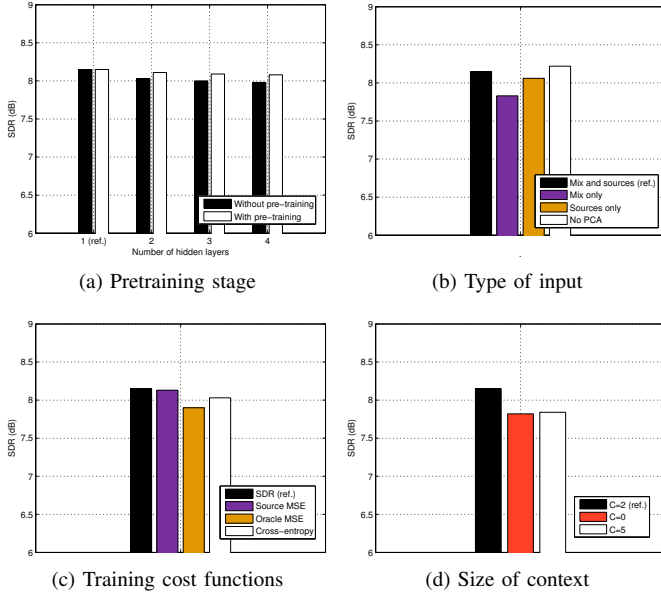 9
8.5
8
7.5
7
6.5
6
SDR (dB)
1 (ref.) 2 3 4
Number of hidden layers
Without pre−training
With pre−training
(a) Pretraining stage
9
8.5
8
7.5
7
6.5
6
SDR (dB)
Mix and sources (ref.)
Mix only
Sources only
No PCA
.
(b) Type of input
9
8.5
8
7.5
7
6.5
6
SDR (dB)
SDR (ref.)
Source MSE
Oracle MSE
Cross−entropy
(c) Training cost functions
9
8.5
8
7.5
7
6.5
6
SDR (dB)
C=2 (ref.)
C=0
C=5
(d) Size of context